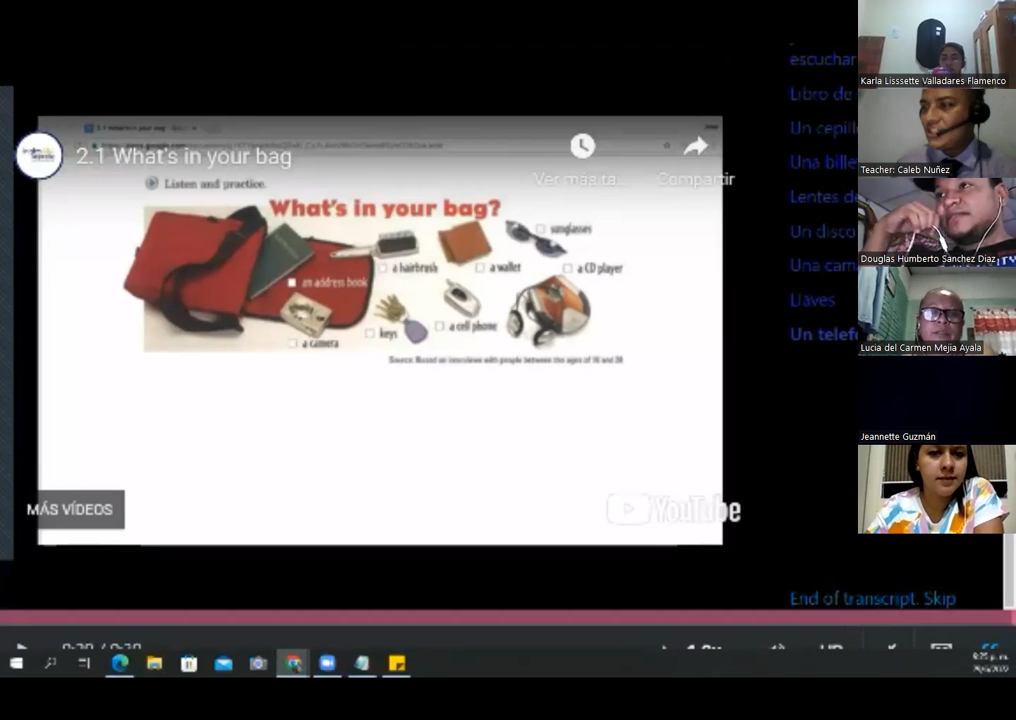 2.1 What's in your bag
Ver más ta...
Compartir
Listen and practice.
What's in your bag?
sunglasses
a hairbrush
a wallet
a CD player
an address book
keys
a cell phone
a camera
Source: Based on interviews with people between the ages of 16 and
MÁS VÍDEOS
YouTube
escuchar
Libro de
Un cepill
Una bille
Lentes de
Un disco
Una cam
Llaves
Un telef
End of transcript. Skip
Karla Lisssette Valladares Flamenco
Teacher: Caleb Nuñez
Douglas Humberto Sanchez Diaz
Lucia del Carmen Mejia Ayala
Jeannette Guzmán